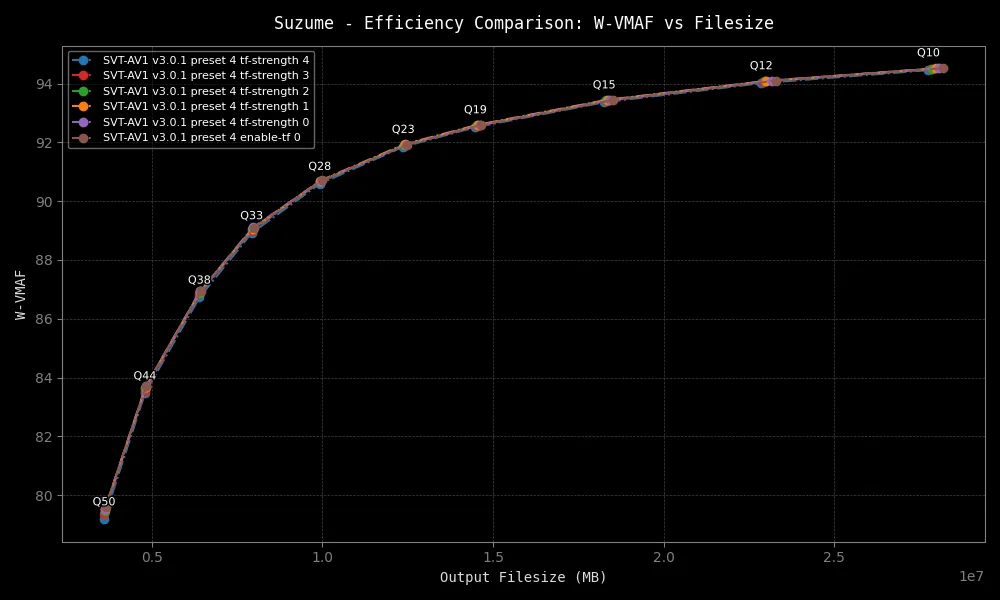 Suzume - Efficiency Comparison: W-VMAF vs Filesize
SVT-AV1 v3.0.1 preset 4 tf-strength 4
SVT-AV1 v3.0.1 preset 4 tf-strength 3
SVT-AV1 v3.0.1 preset 4 tf-strength 2
SVT-AV1 v3.0.1 preset 4 tf-strength 1
SVT-AV1 v3.0.1 preset 4 tf-strength 0
SVT-AV1 v3.0.1 preset 4 enable-tf 0
Q10
Q12
Q15
Q19
Q23
Q28
Q33
Q38
Q44
Q50
94
92
90
88
86
84
82
80
W-VMAF
0.5 1.0 1.5 2.0 2.5
1e7
Output Filesize (MB)